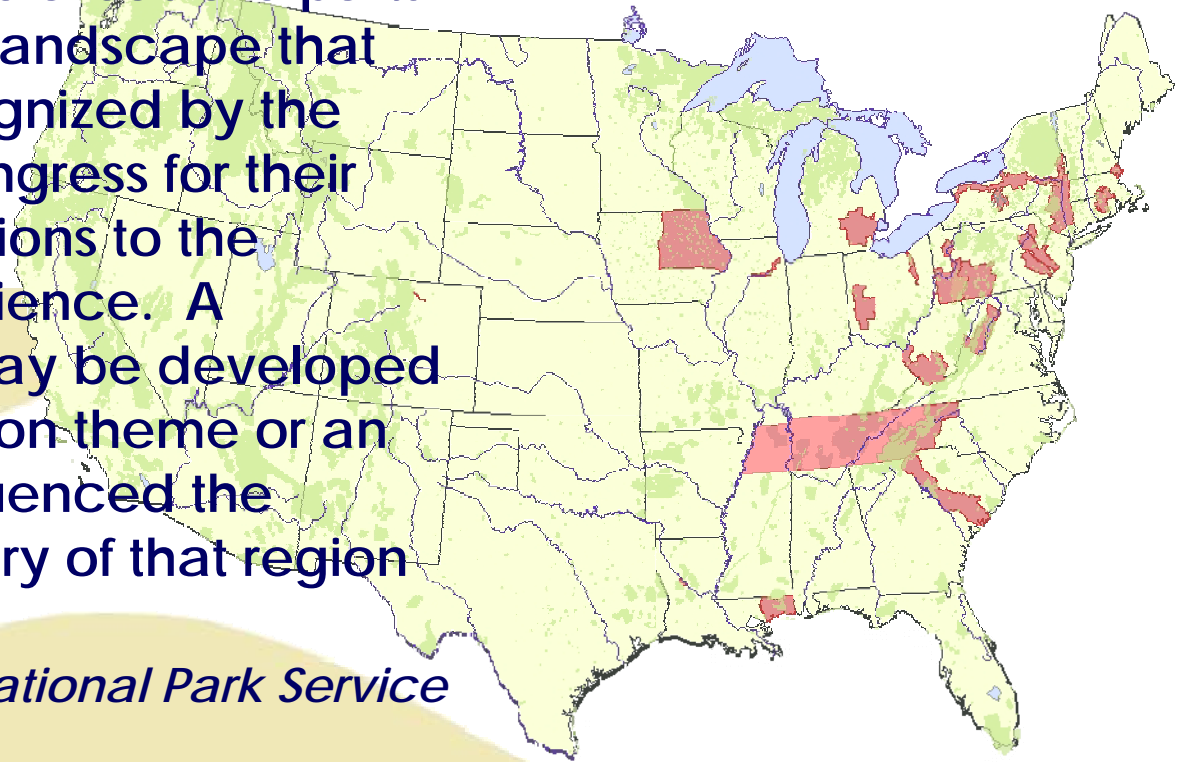 andscape that
gnized by the
ngress for their
ions to the
ience. A
ay be developed
on theme or an
uenced the
ry of that region
ational Park Service